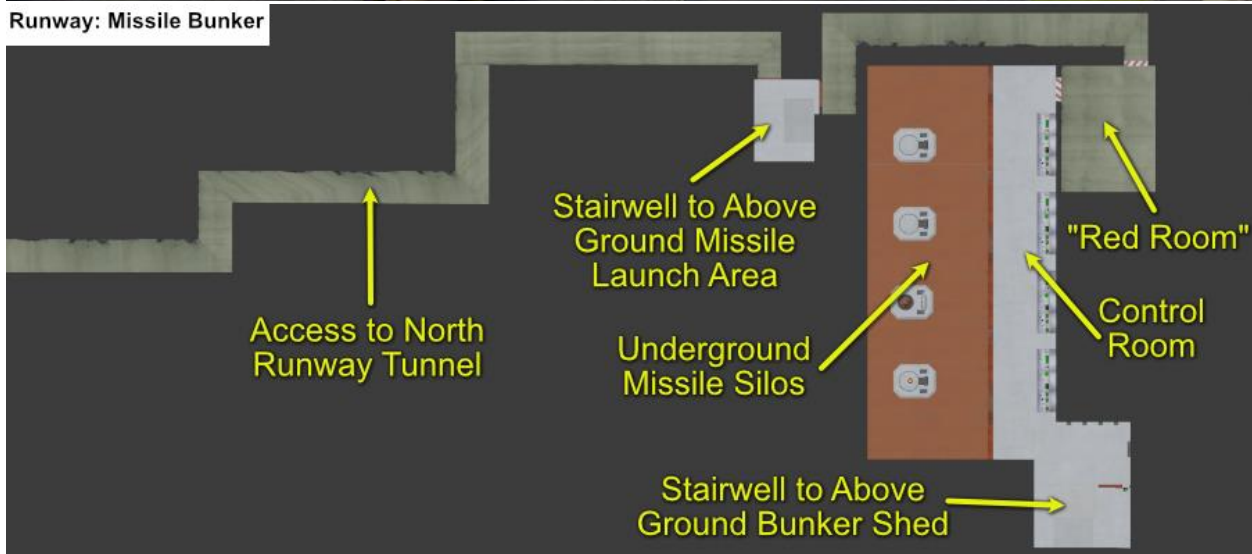 Runway: Missile Bunker
Stairwell to Above
Ground Missile
Launch Area
"Red Room"
Access to North
Runway Tunnel
Underground
Missile Silos
Control
Room
Stairwell to Above
Ground Bunker Shed